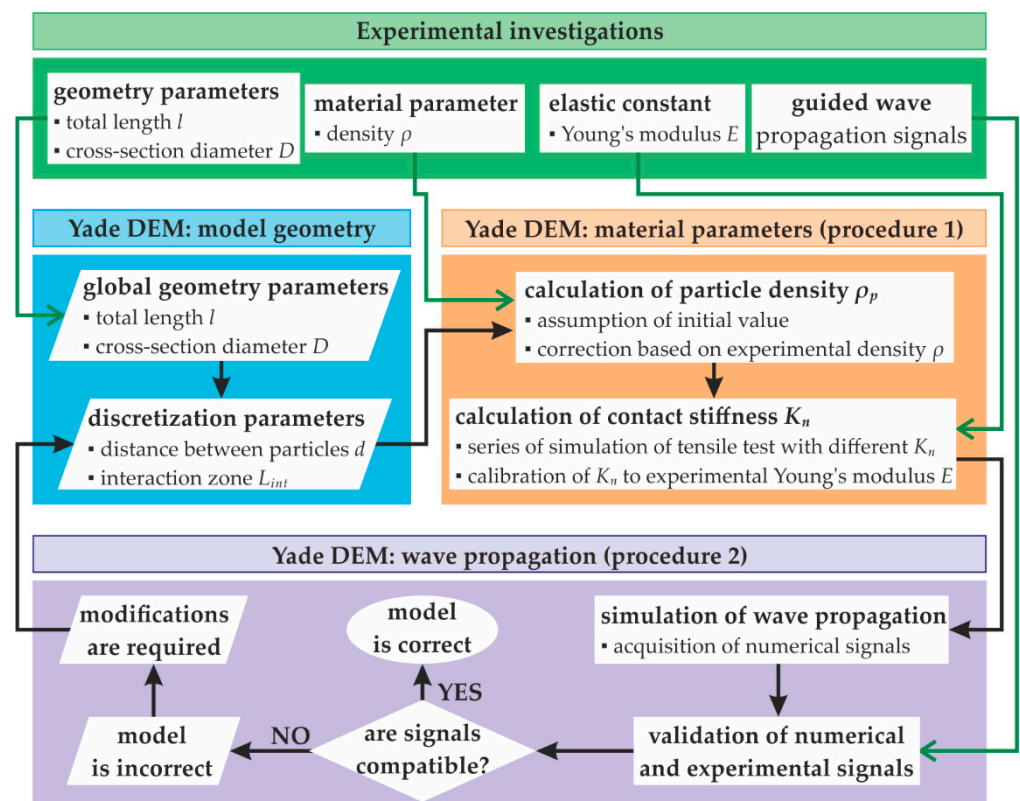 Experimental investigations
geometry parameters
▪ total length l
▪ cross-section diameter D
material parameter
▪ density ρ
elastic constant
▪ Young's modulus E
guided wave
propagation signals
Yade DEM: model geometry
global geometry parameters
▪ total length l
▪ cross-section diameter D
discretization parameters
▪ distance between particles d
▪ interaction zone L_int
Yade DEM: material parameters (procedure 1)
calculation of particle density ρ_p
▪ assumption of initial value
▪ correction based on experimental density ρ
calculation of contact stiffness K_n
▪ series of simulation of tensile test with different K_n
▪ calibration of K_n to experimental Young's modulus E
Yade DEM: wave propagation (procedure 2)
modifications
are required
model
is correct
simulation of wave propagation
▪ acquisition of numerical signals
YES
model
is incorrect
NO
are signals
compatible?
validation of numerical
and experimental signals